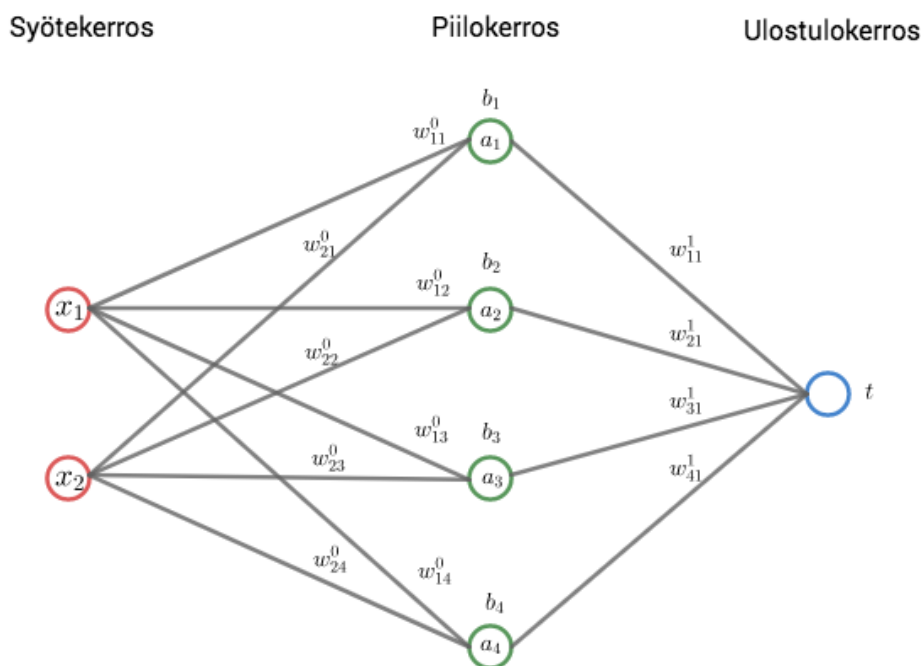 Syötekerros Piilokerros Ulostulokerros
b₁
w⁰₁₁ a₁
w⁰₂₁ w¹₁₁
b₂
w⁰₁₂
x₁ a₂
w¹₂₁
w⁰₂₂
t
w¹₃₁
w⁰₁₃ b₃
w⁰₂₃
x₂ a₃ w¹₄₁
w⁰₂₄ w⁰₁₄
b₄
a₄